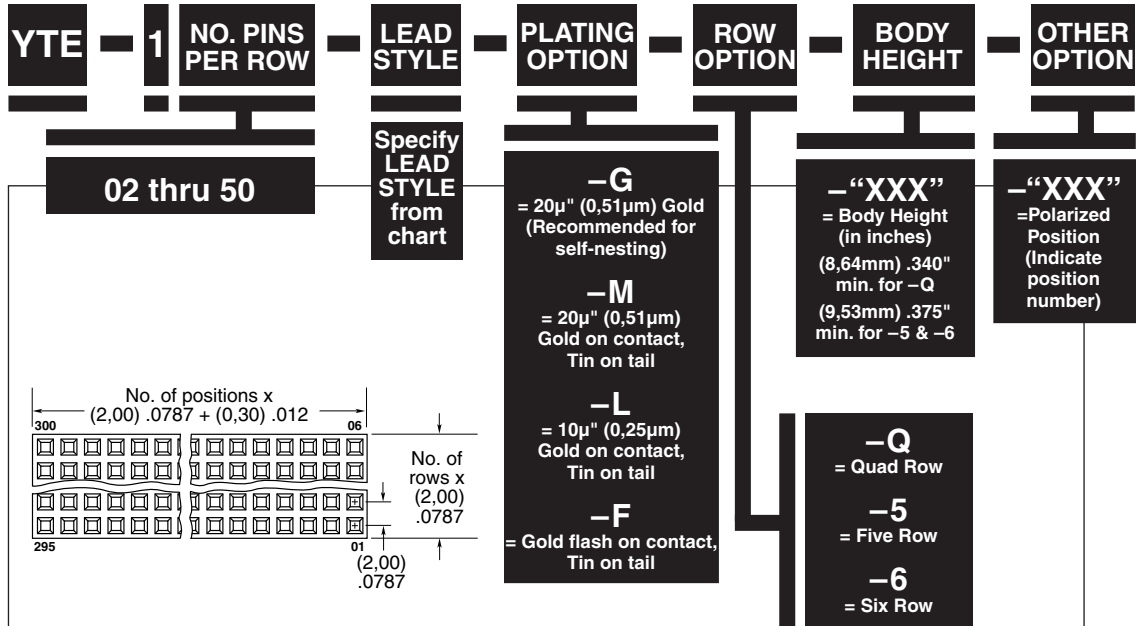 YTE
1
NO. PINS
PER ROW
LEAD
STYLE
PLATING
OPTION
ROW
OPTION
BODY
HEIGHT
OTHER
OPTION
02 thru 50
Specify
LEAD
STYLE
from
chart
–G
= 20µ" (0,51µm) Gold
(Recommended for
self-nesting)
–M
= 20µ" (0,51µm)
Gold on contact,
Tin on tail
–L
= 10µ" (0,25µm)
Gold on contact,
Tin on tail
–F
= Gold flash on contact,
Tin on tail
–Q
= Quad Row
–5
= Five Row
–6
= Six Row
–“XXX”
= Body Height
(in inches)
(8,64mm) .340"
min. for –Q
(9,53mm) .375"
min. for –5 & –6
–“XXX”
=Polarized
Position
(Indicate
position
number)
No. of positions x
(2,00) .0787 + (0,30) .012
300
06
No. of
rows x
(2,00)
.0787
295
01
(2,00)
.0787